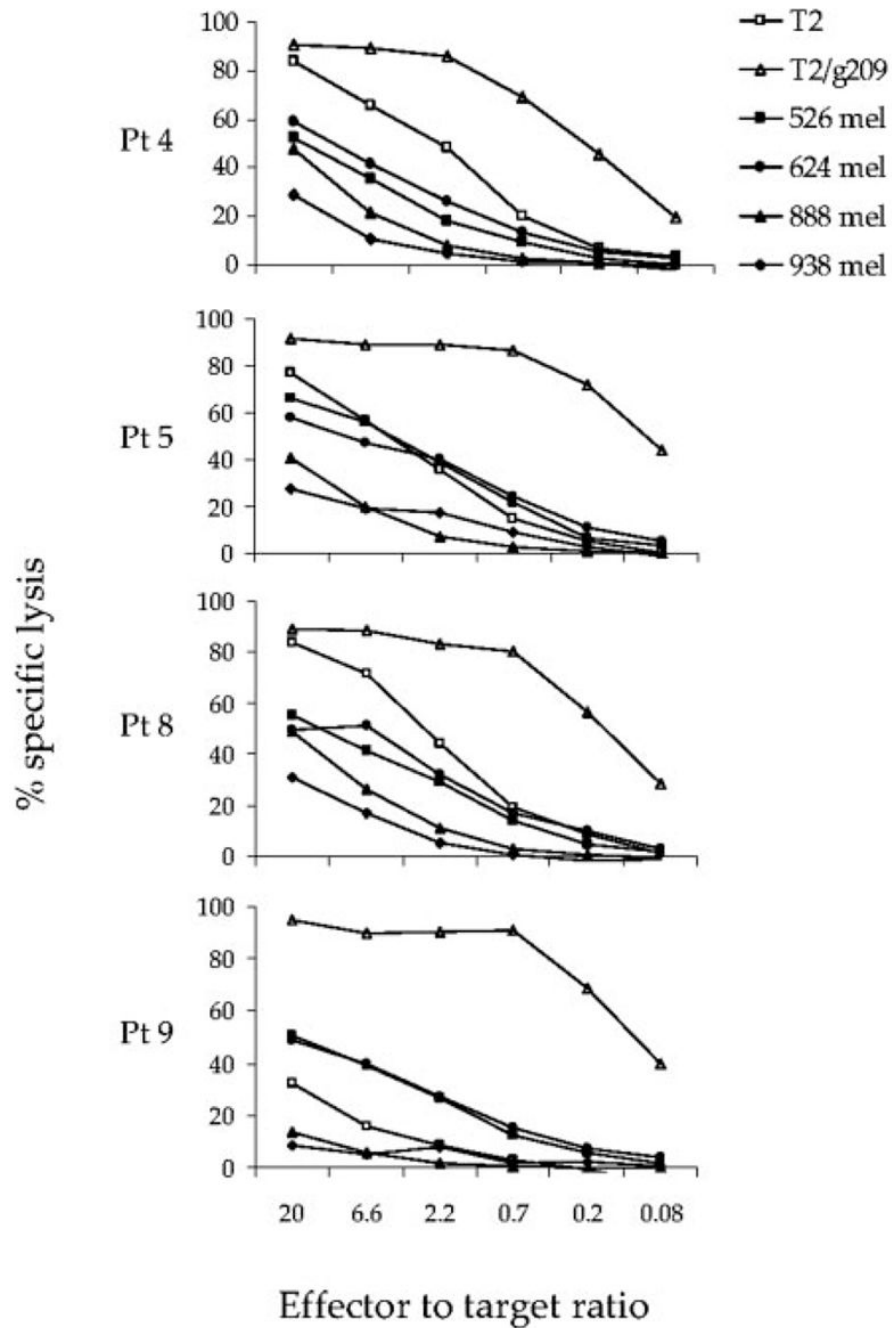 T2
T2/g209
526 mel
624 mel
888 mel
938 mel
% specific lysis
Pt 4
100
80
60
40
20
0
Pt 5
100
80
60
40
20
0
Pt 8
100
80
60
40
20
0
Pt 9
100
80
60
40
20
0
20 6.6 2.2 0.7 0.2 0.08
Effector to target ratio